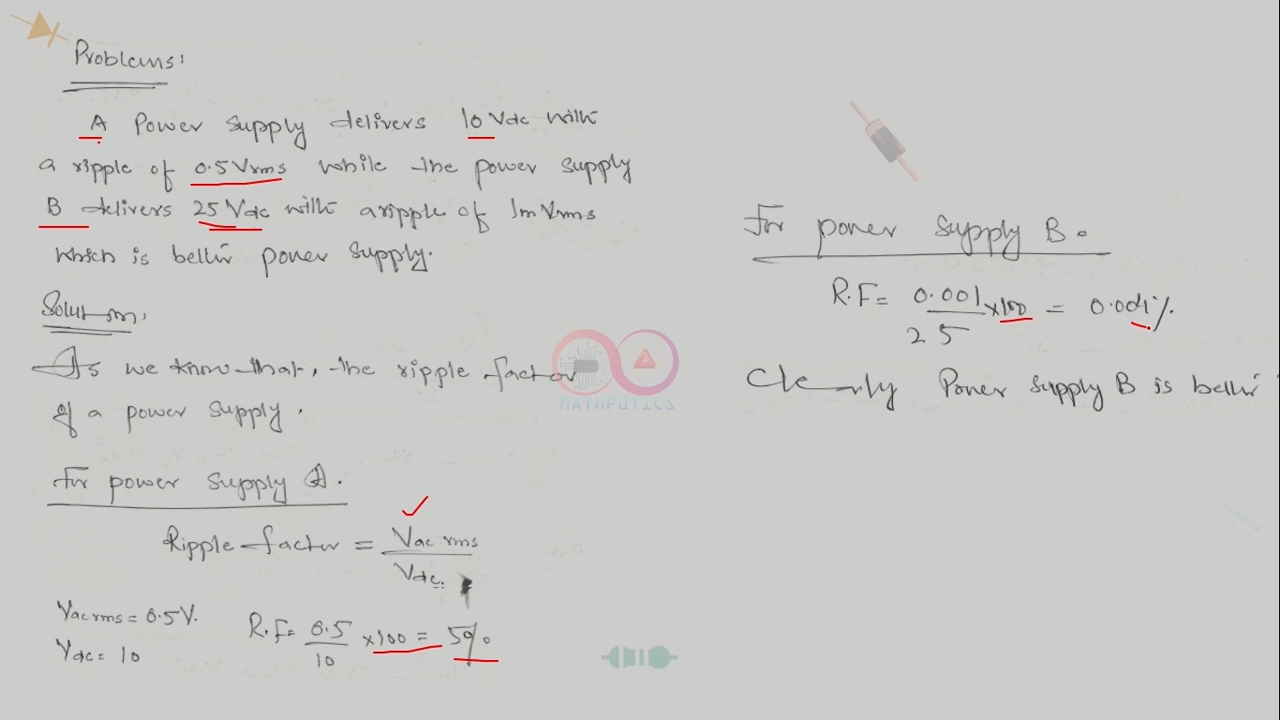 Problems:
A Power Supply delivers 10 Vdc with
a ripple of 0.5 Vrms while the power supply
B delivers 25 Vdc with a ripple of 1m Vrms
which is better power supply.
Solution.
As we know that, the ripple factor
of a power supply.
For power Supply A.
Ripple factor = Vac rms
Vdc.
Vac rms = 0.5V.
Vdc = 10
R.F = 0.5 / 10 ×100 = 5%
For power Supply B.
R.F = 0.001 / 25 ×100 = 0.004%
Clearly Power Supply B is better
MATHPOTICS